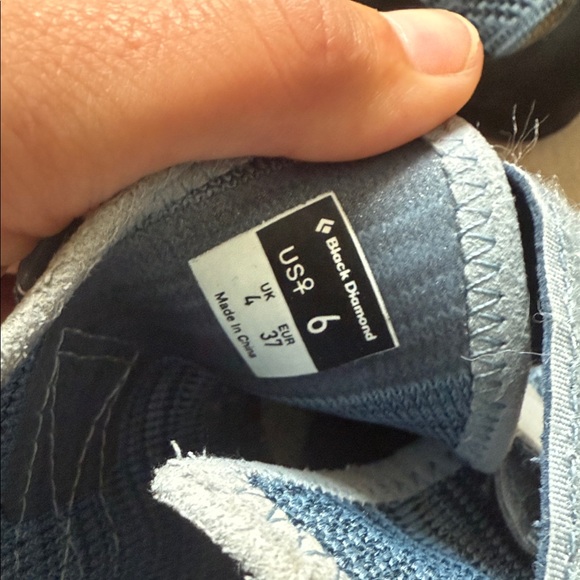 Black Diamond
US♀ 6
UK EUR
4 37
Made In China